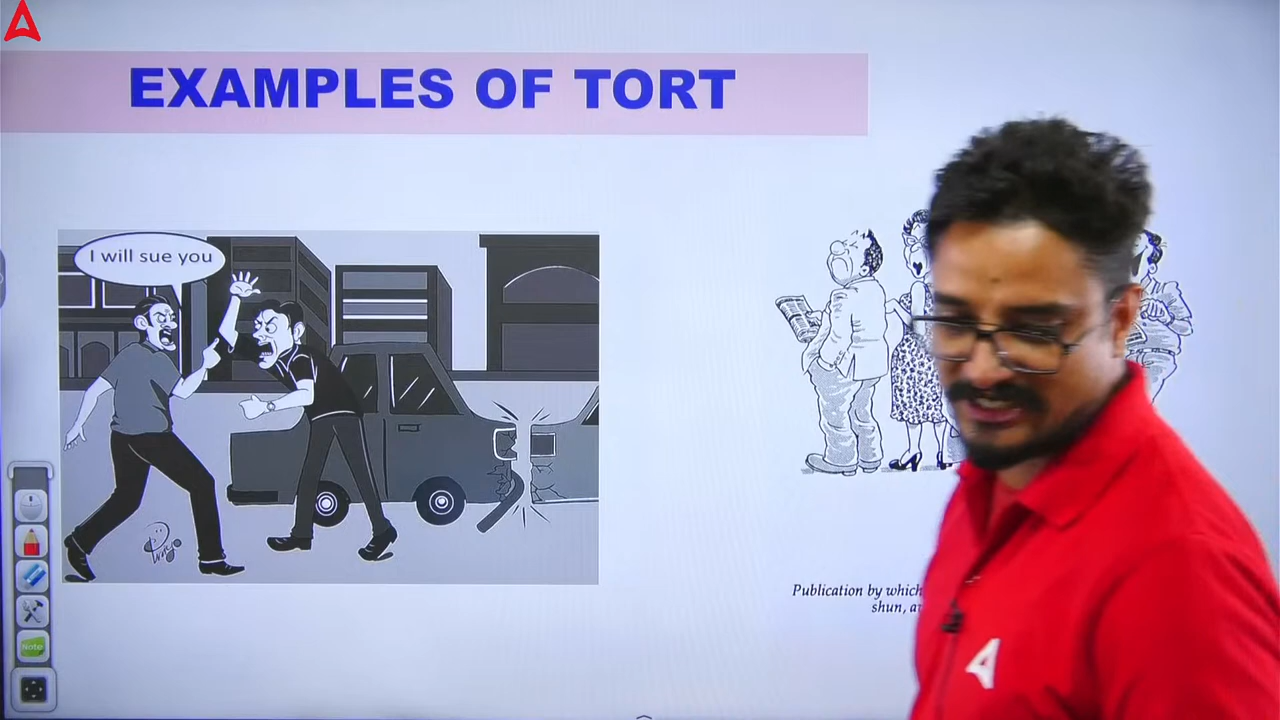 EXAMPLES OF TORT
I will sue you
Publication by which
shun,
Note